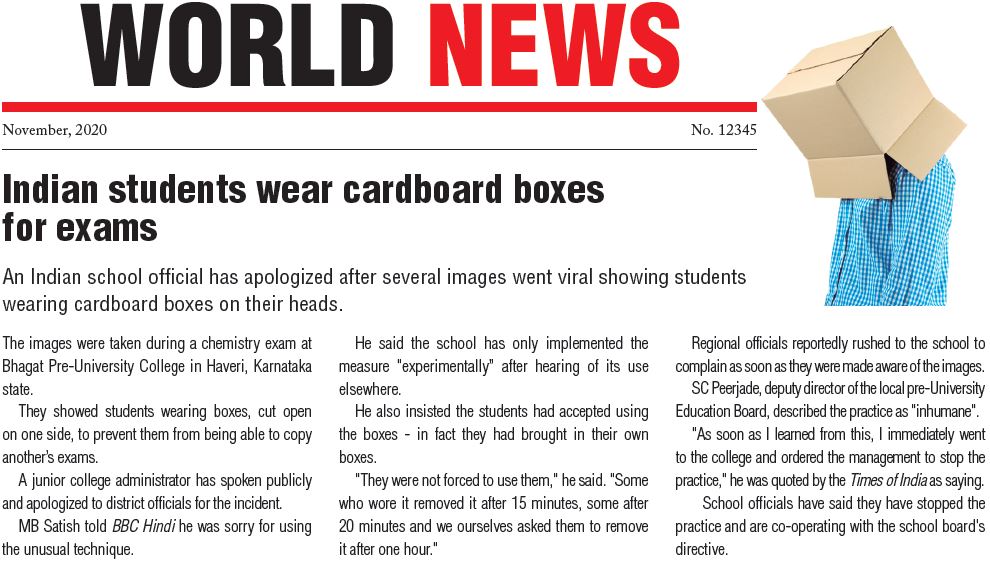 WORLD NEWS
November, 2020
No. 12345
Indian students wear cardboard boxes
for exams
An Indian school official has apologized after several images went viral showing students
wearing cardboard boxes on their heads.
The images were taken during a chemistry exam at
Bhagat Pre-University College in Haveri, Karnataka
state.
They showed students wearing boxes, cut open
on one side, to prevent them from being able to copy
another's exams.
A junior college administrator has spoken publicly
and apologized to district officials for the incident.
MB Satish told BBC Hindi he was sorry for using
the unusual technique.
He said the school has only implemented the
measure "experimentally" after hearing of its use
elsewhere.
He also insisted the students had accepted using
the boxes - in fact they had brought in their own
boxes.
"They were not forced to use them," he said. "Some
who wore it removed it after 15 minutes, some after
20 minutes and we ourselves asked them to remove
it after one hour."
Regional officials reportedly rushed to the school to
complain as soon as they were made aware of the images.
SC Peerjade, deputy director of the local pre-University
Education Board, described the practice as "inhumane".
"As soon as I learned from this, I immediately went
to the college and ordered the management to stop the
practice," he was quoted by the Times of India as saying.
School officials have said they have stopped the
practice and are co-operating with the school board's
directive.